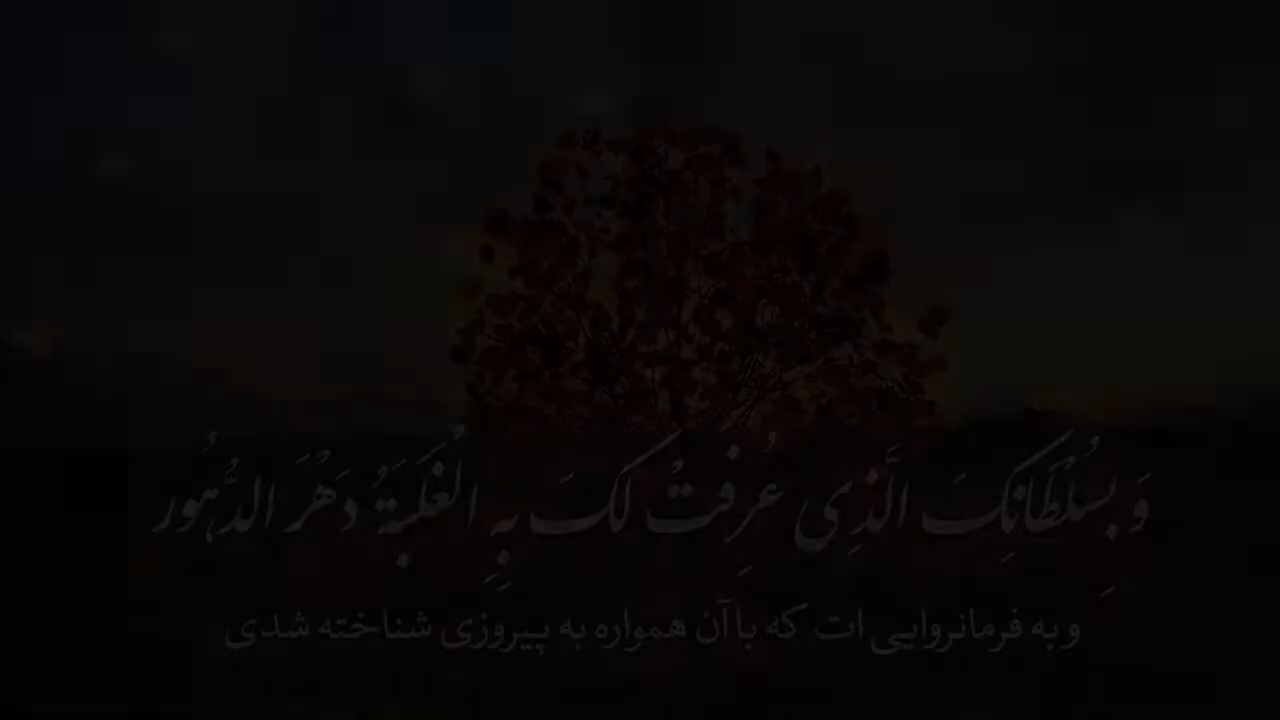 وَ بِسُلْطَانِكَ الَّذِی عُرِفَتْ لَكَ بِهِ الْغَلَبَةُ دَهْرَ الدُّهُورِ
و به فرمانروایی ات که با آن همواره به پیروزی شناخته شدی